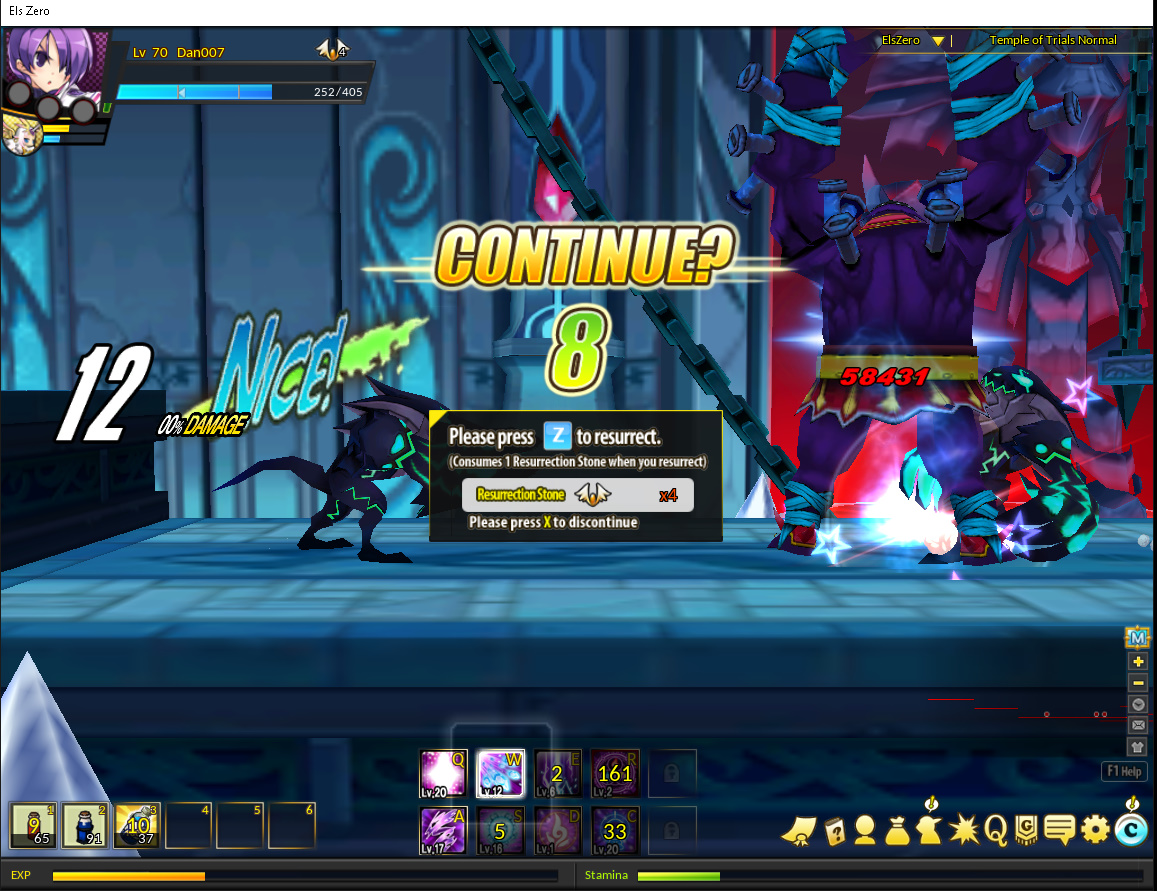 Els Zero
Lv 70 Dan007
4
ElsZero
Temple of Trials Normal
252/405
CONTINUE?
8
12
NICE!
00% DAMAGE
58431
Please press Z to resurrect.
(Consumes 1 Resurrection Stone when you resurrect)
Resurrection Stone x4
Please press X to discontinue
M
F1 Help
Q W E R
2 161
Lv.20 Lv.12 Lv.6 Lv.2
1 2 3 4 5 6
9 10
65 91 37
A S D C
5 33
Lv.17 Lv.16 Lv.1 Lv.20
Q G C
EXP
Stamina